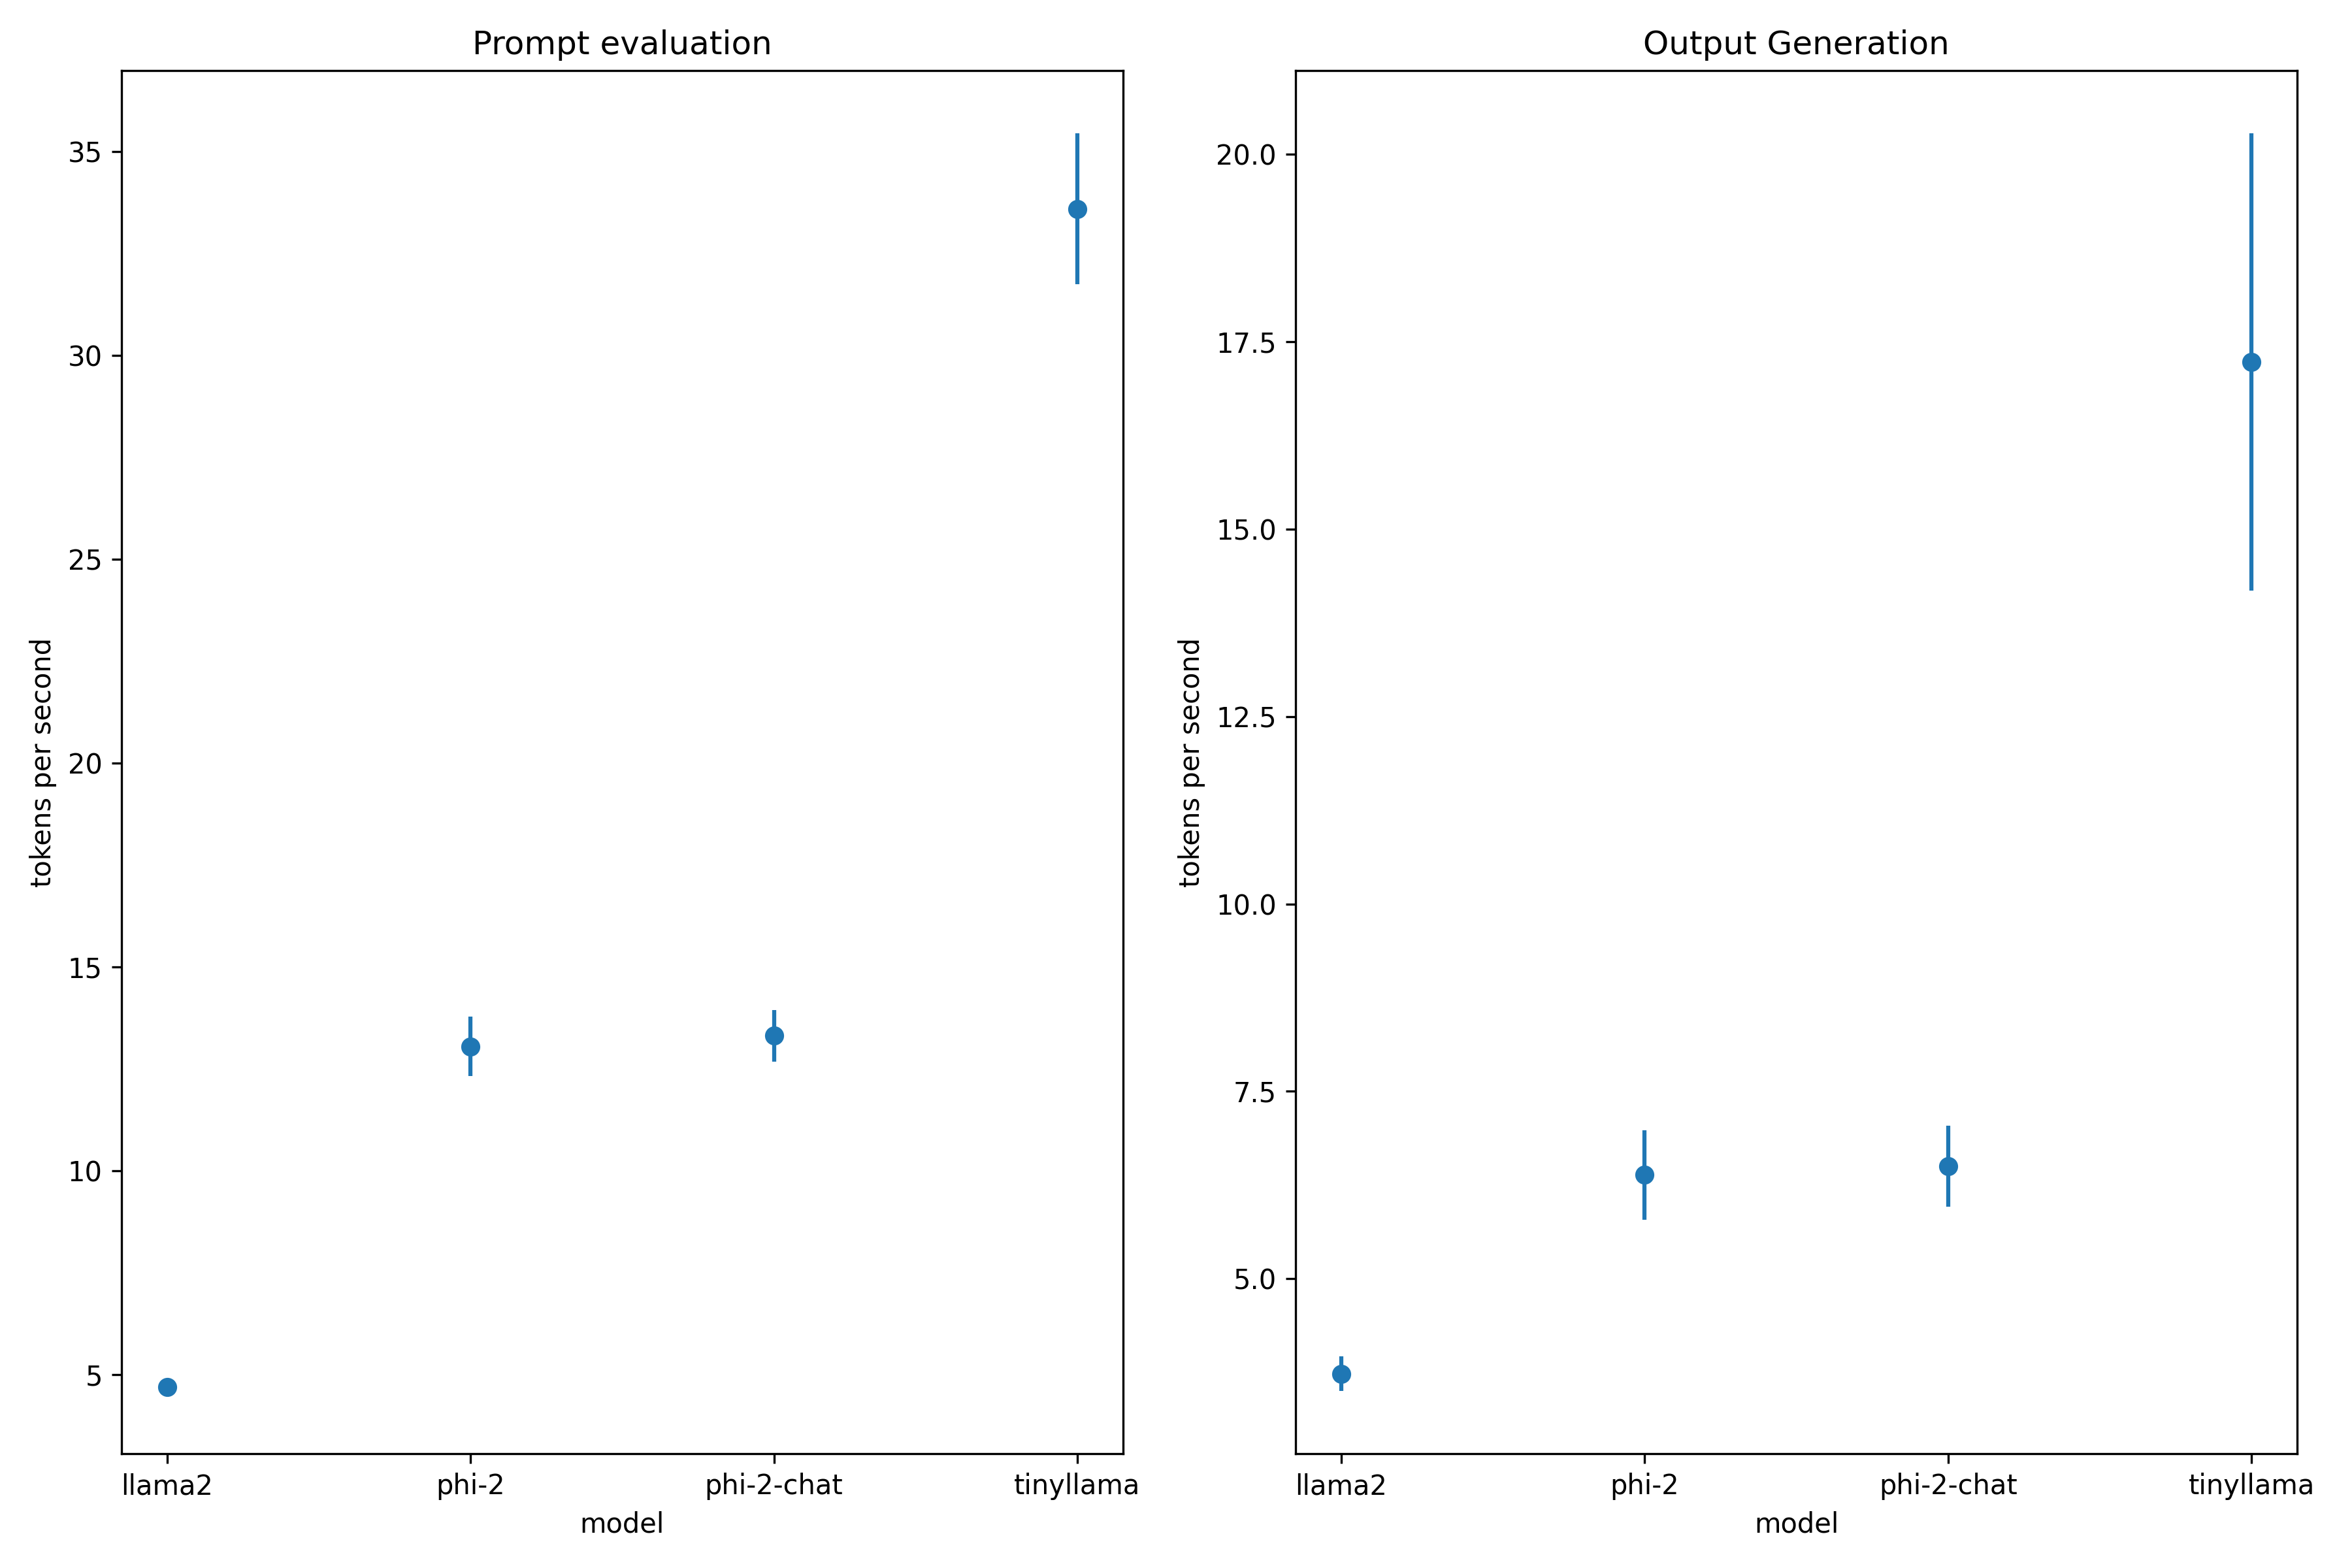 Prompt evaluation
35
30
25
20
15
10
5
tokens per second
llama2 phi-2 phi-2-chat tinyllama
model
Output Generation
20.0
17.5
15.0
12.5
10.0
7.5
5.0
tokens per second
llama2 phi-2 phi-2-chat tinyllama
model